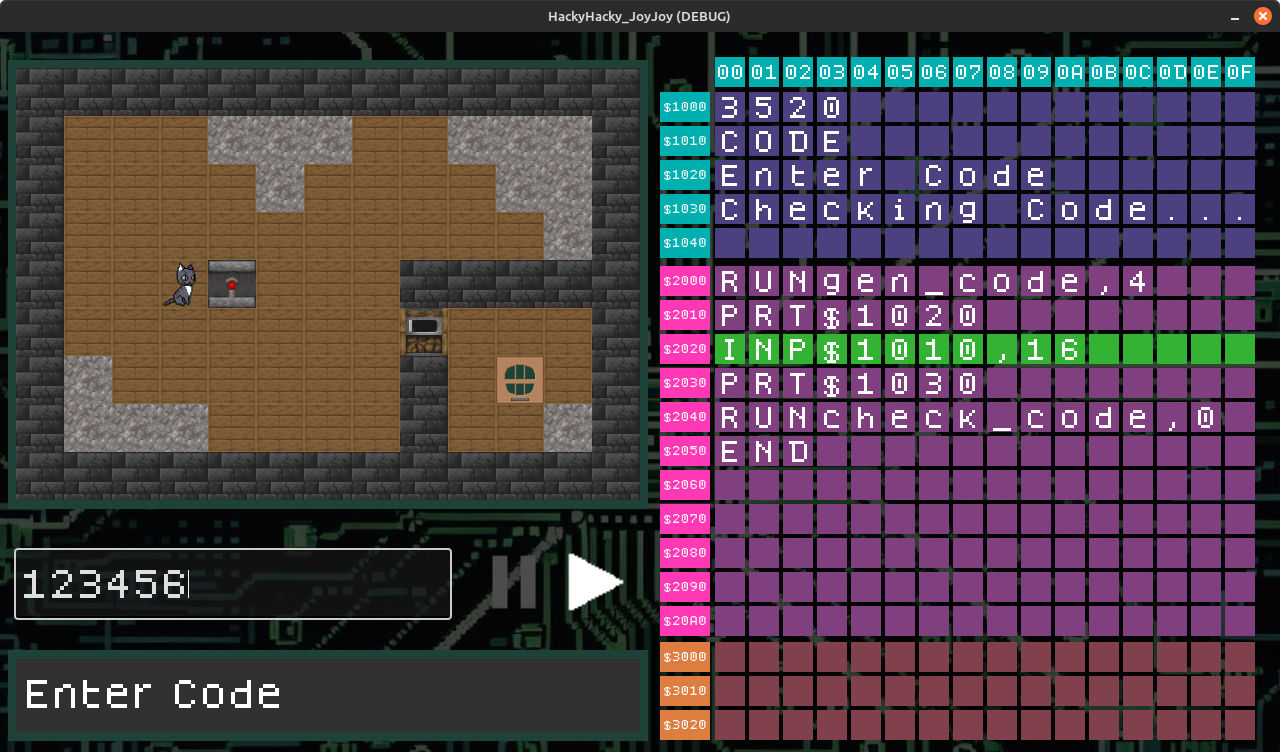 HackyHacky_JoyJoy (DEBUG)
00 01 02 03 04 05 06 07 08 09 0A 0B 0C 0D 0E 0F
$1000 3520
$1010 CODE
$1020 Enter Code
$1030 Checking Code...
$1040
$2000 RUNgen_code,4
$2010 PRT$1020
$2020 INP$1010,16
$2030 PRT$1030
$2040 RUNcheck_code,0
$2050 END
$2060
$2070
$2080
$2090
$20A0
$3000
$3010
$3020
123456
Enter Code